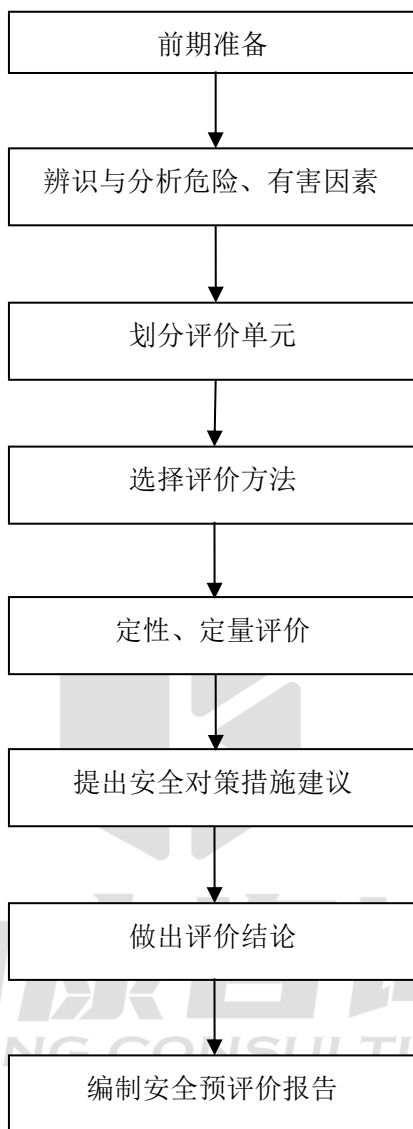 前期准备
辨识与分析危险、有害因素
划分评价单元
选择评价方法
定性、定量评价
提出安全对策措施建议
做出评价结论
编制安全预评价报告